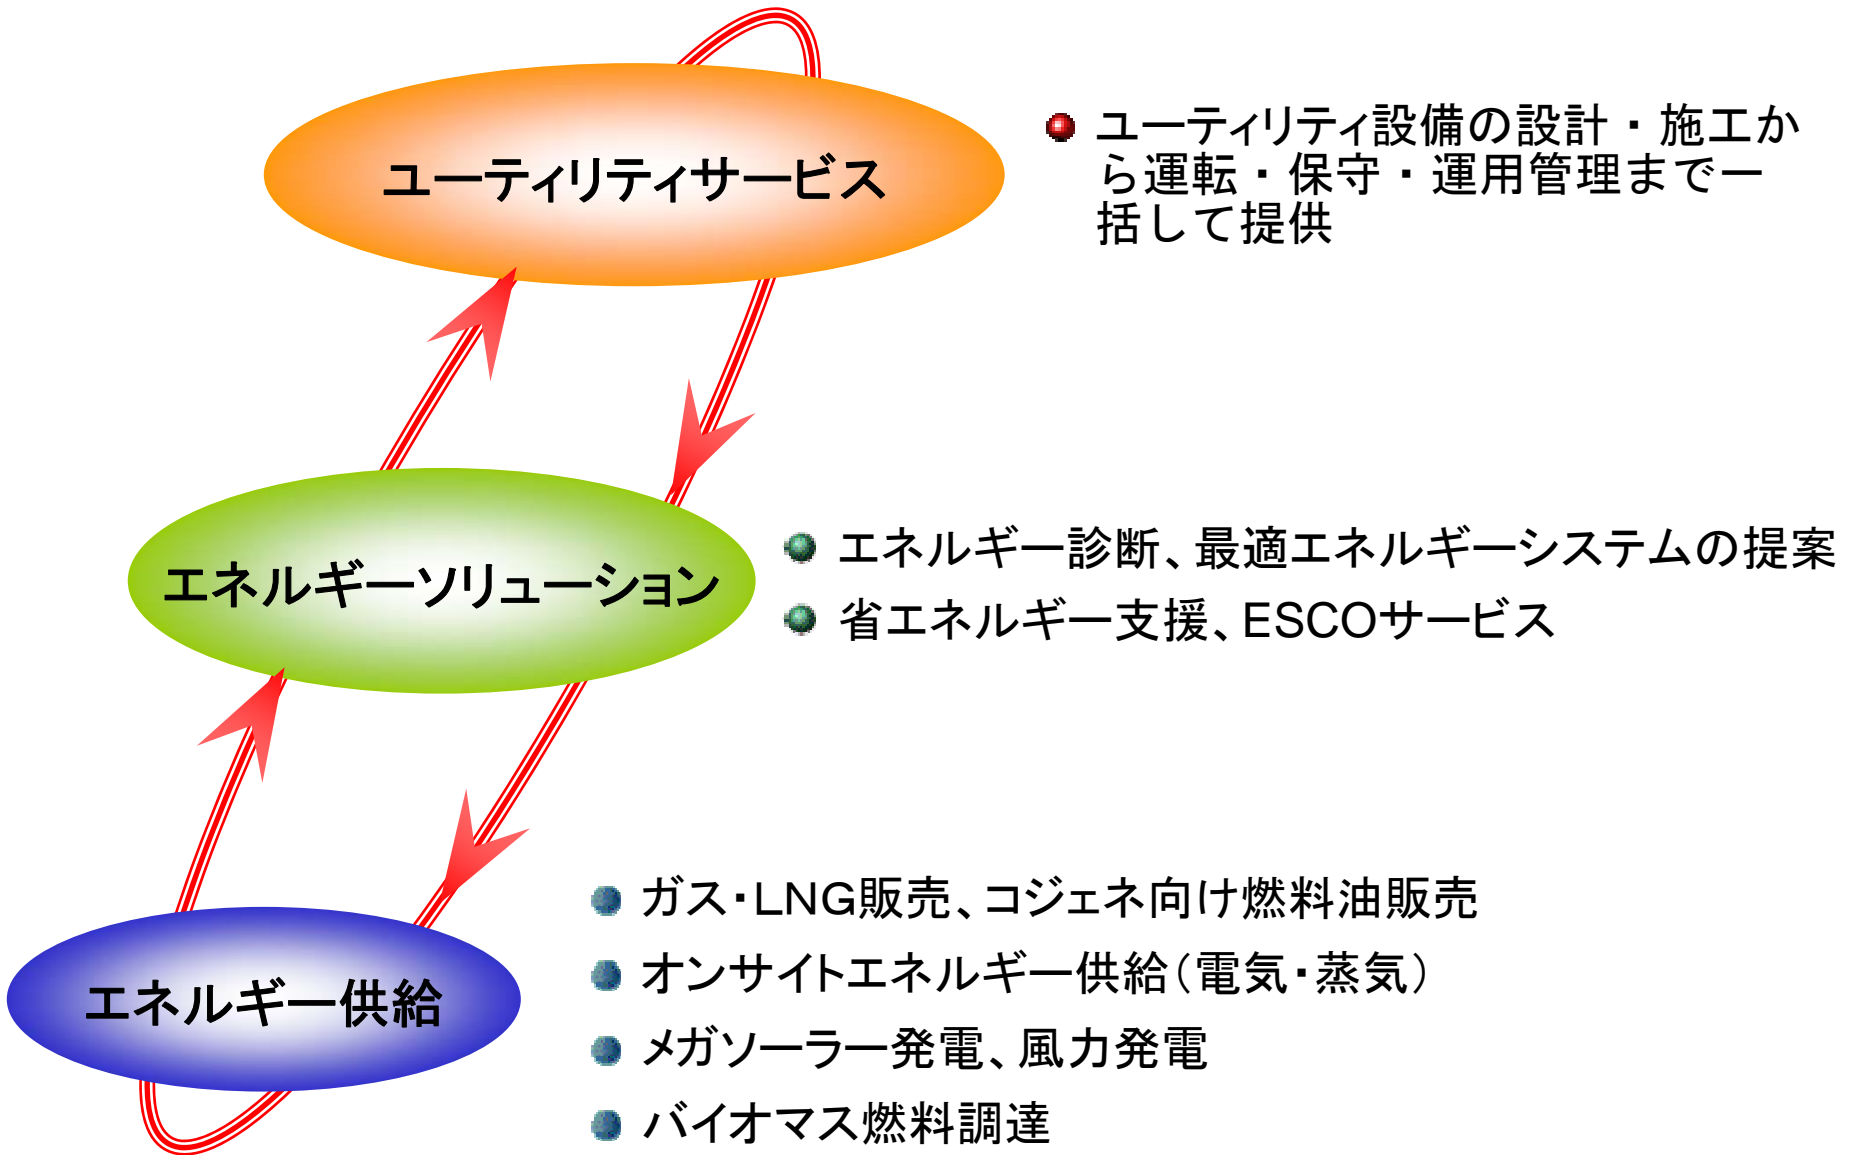 ユーティリティサービス
ユーティリティ設備の設計・施工か
ら運転・保守・運用管理まで一
括して提供
エネルギーソリューション
エネルギー診断、最適エネルギーシステムの提案
省エネルギー支援、ESCOサービス
エネルギー供給
ガス・LNG販売、コジェネ向け燃料油販売
オンサイトエネルギー供給（電気・蒸気）
メガソーラー発電、風力発電
バイオマス燃料調達